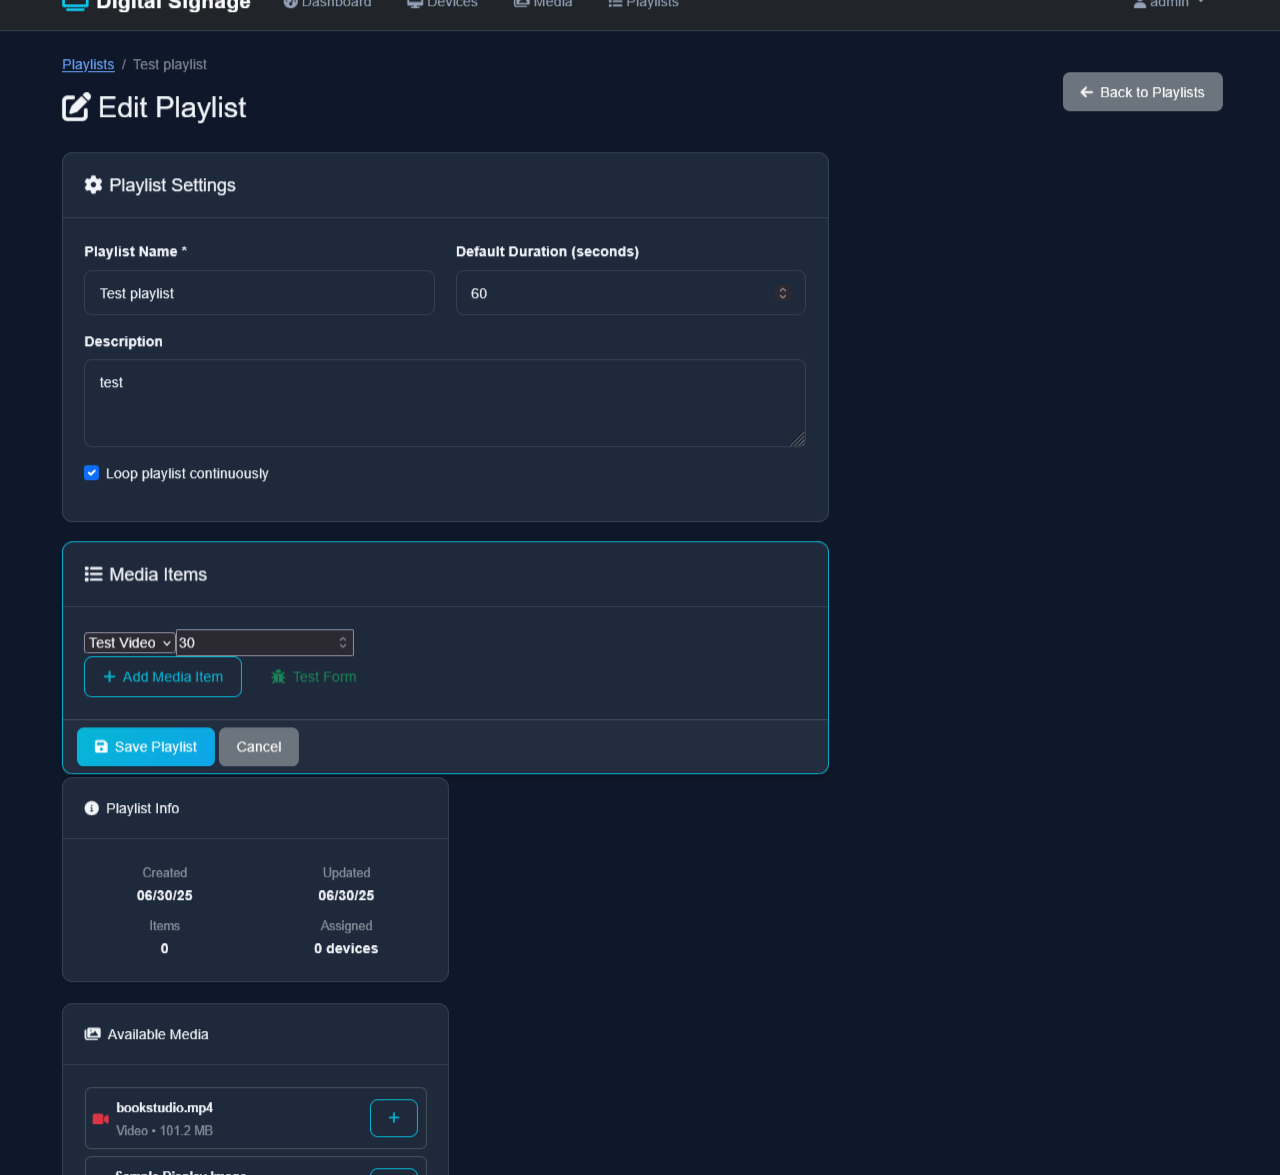 Digital Signage Dashboard Devices Media Playlists admin
Playlists / Test playlist
Edit Playlist
Back to Playlists
Playlist Settings
Playlist Name *
Default Duration (seconds)
Test playlist
60
Description
test
Loop playlist continuously
Media Items
Test Video
30
Add Media Item
Test Form
Save Playlist
Cancel
Playlist Info
Created
Updated
06/30/25
06/30/25
Items
Assigned
0
0 devices
Available Media
bookstudio.mp4
Video • 101.2 MB
Sample Display Image